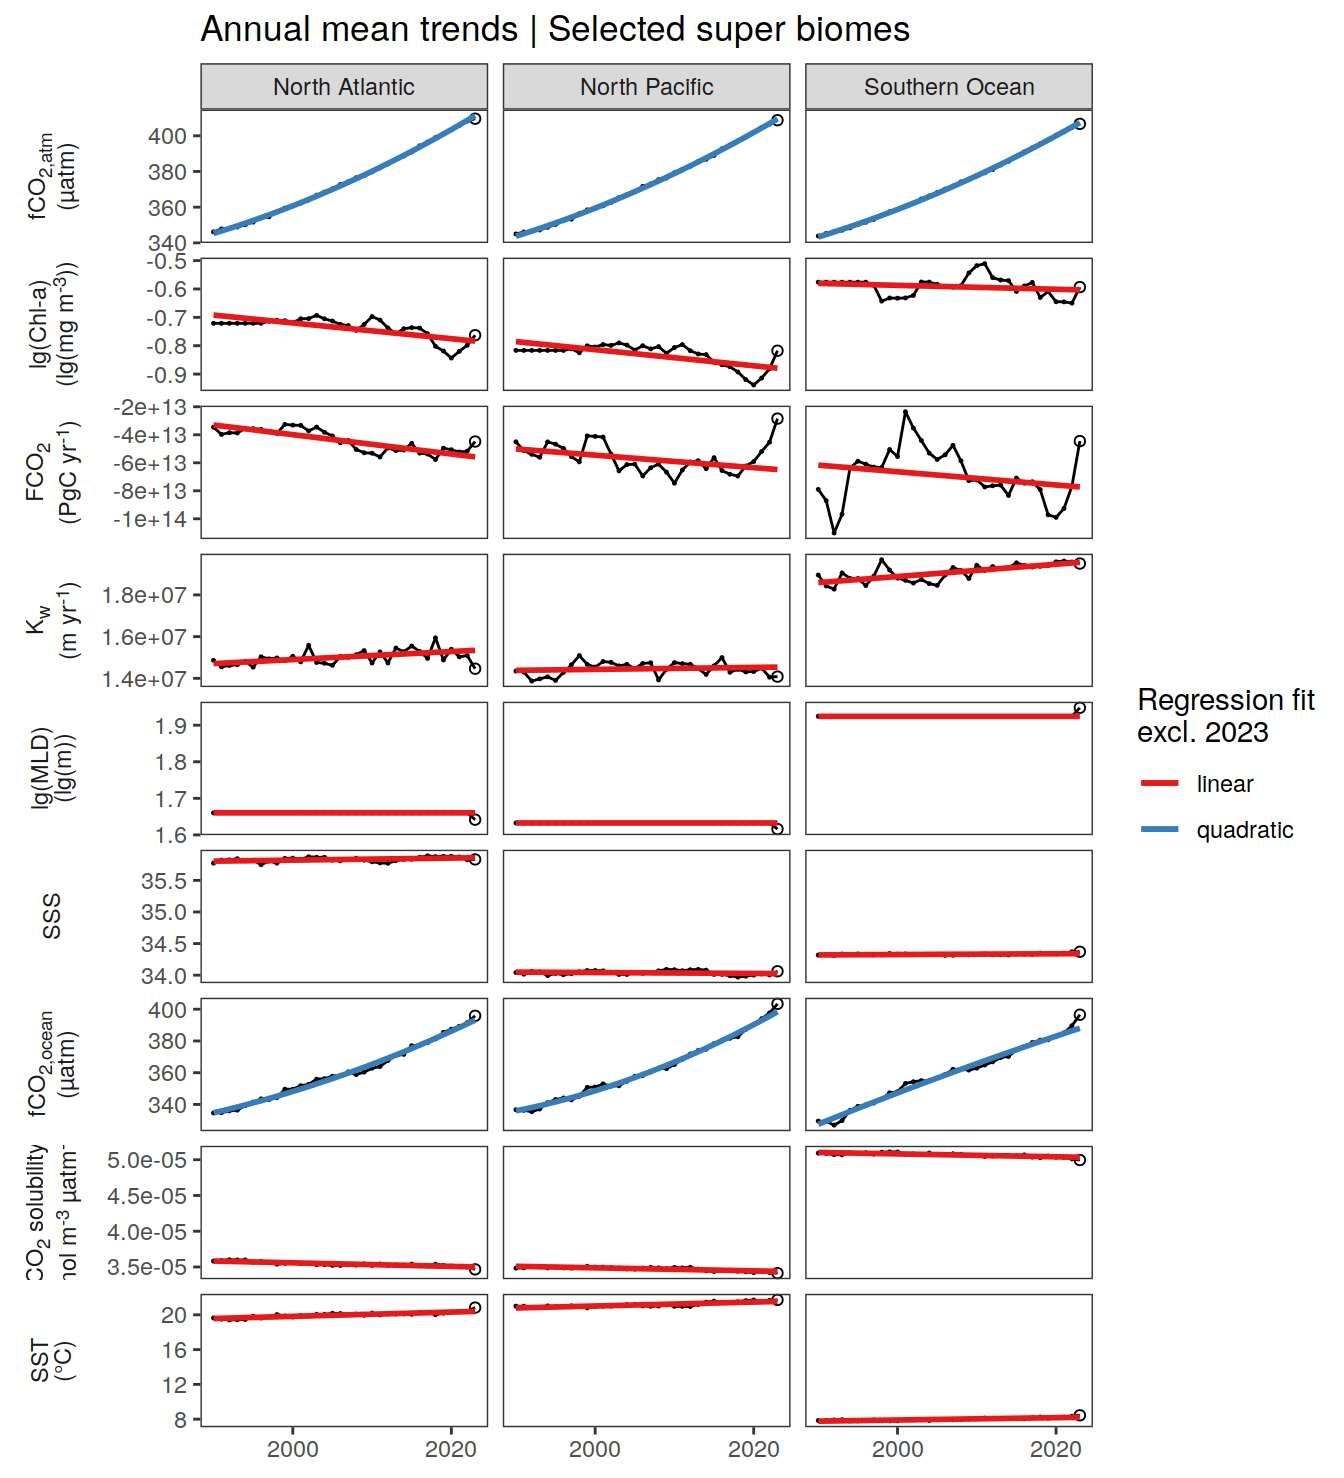 Annual mean trends | Selected super biomes
North Atlantic North Pacific Southern Ocean
fCO2,atm
(µatm)
400
380
360
340
lg(Chl-a)
(lg(mg m-3))
-0.5
-0.6
-0.7
-0.8
-0.9
FCO2
(PgC yr-1)
-2e+13
-4e+13
-6e+13
-8e+13
-1e+14
Kw
(m yr-1)
1.8e+07
1.6e+07
1.4e+07
lg(MLD)
(lg(m))
1.9
1.8
1.7
1.6
SSS
35.5
35.0
34.5
34.0
fCO2,ocean
(µatm)
400
380
360
340
CO2 solubility
nol m-3 µatm-
5.0e-05
4.5e-05
4.0e-05
3.5e-05
SST
(°C)
20
16
12
8
2000 2020 2000 2020 2000 2020
Regression fit
excl. 2023
linear
quadratic